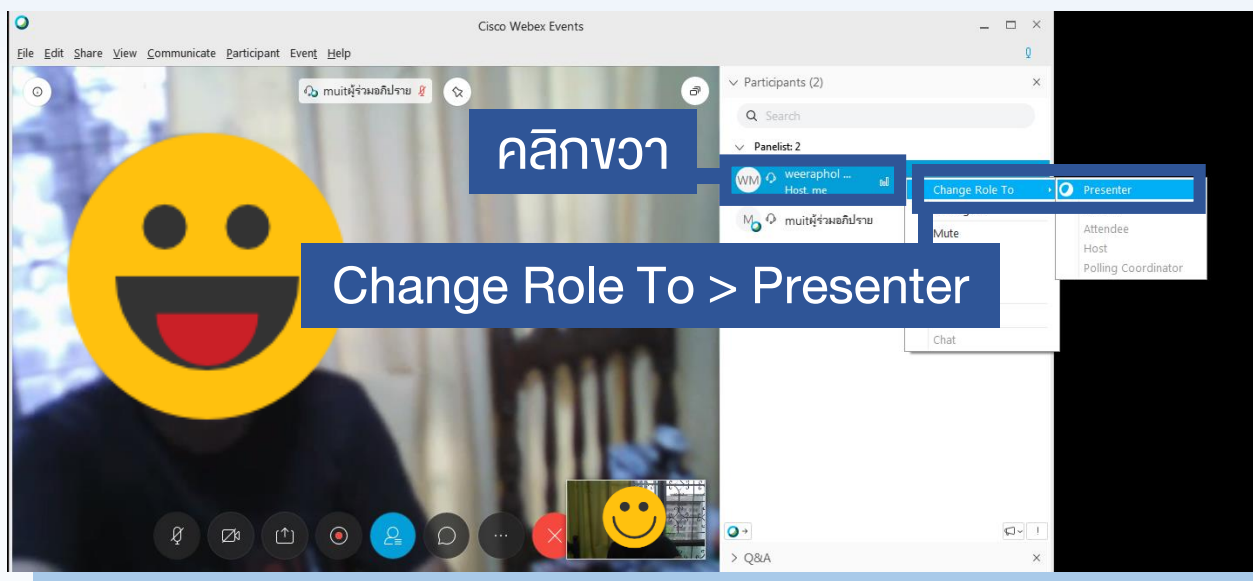 Cisco Webex Events
File Edit Share View Communicate Participant Event Help
muitผู้ร่วมอภิปราย
Participants (2)
Search
คลิกขวา
Panelist: 2
WM weeraphol ...
Host, me
Change Role To
Presenter
M muitผู้ร่วมอภิปราย
Mute
Attendee
Host
Polling Coordinator
Change Role To > Presenter
Chat
Q&A